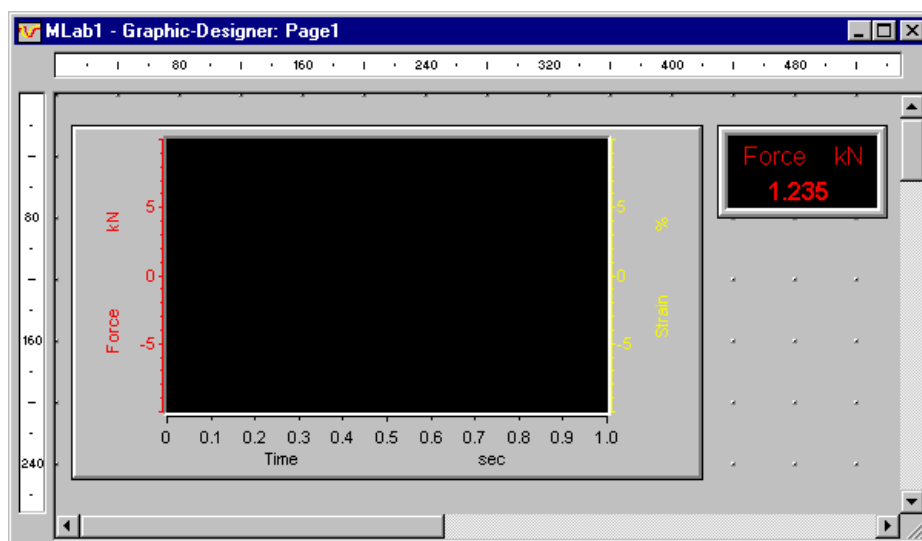 MLab1 - Graphic-Designer: Page1
80 160 240 320 400 480
80
160
240
Force kN
5
0
-5
5
0
-5
Strain %
0 0.1 0.2 0.3 0.4 0.5 0.6 0.7 0.8 0.9 1.0
Time sec
Force kN
1.235